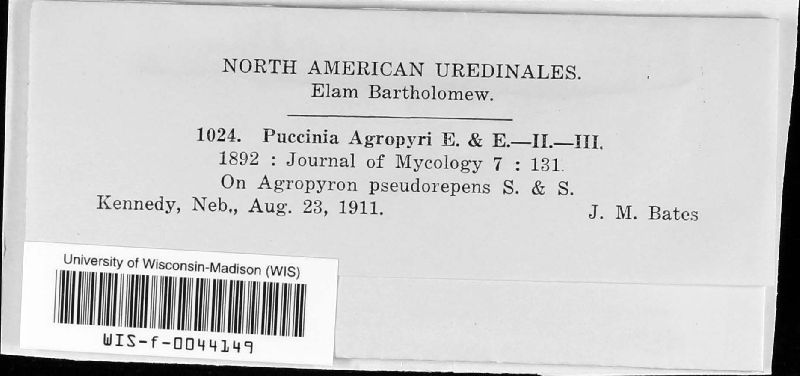 NORTH AMERICAN UREDINALES.
Elam Bartholomew.
1024. Puccinia Agropyri E. & E.—II.—III.
1892 : Journal of Mycology 7 : 131.
On Agropyron pseudorepens S. & S.
Kennedy, Neb., Aug. 23, 1911. J. M. Bates
University of Wisconsin-Madison (WIS)
WIS-f-0044149